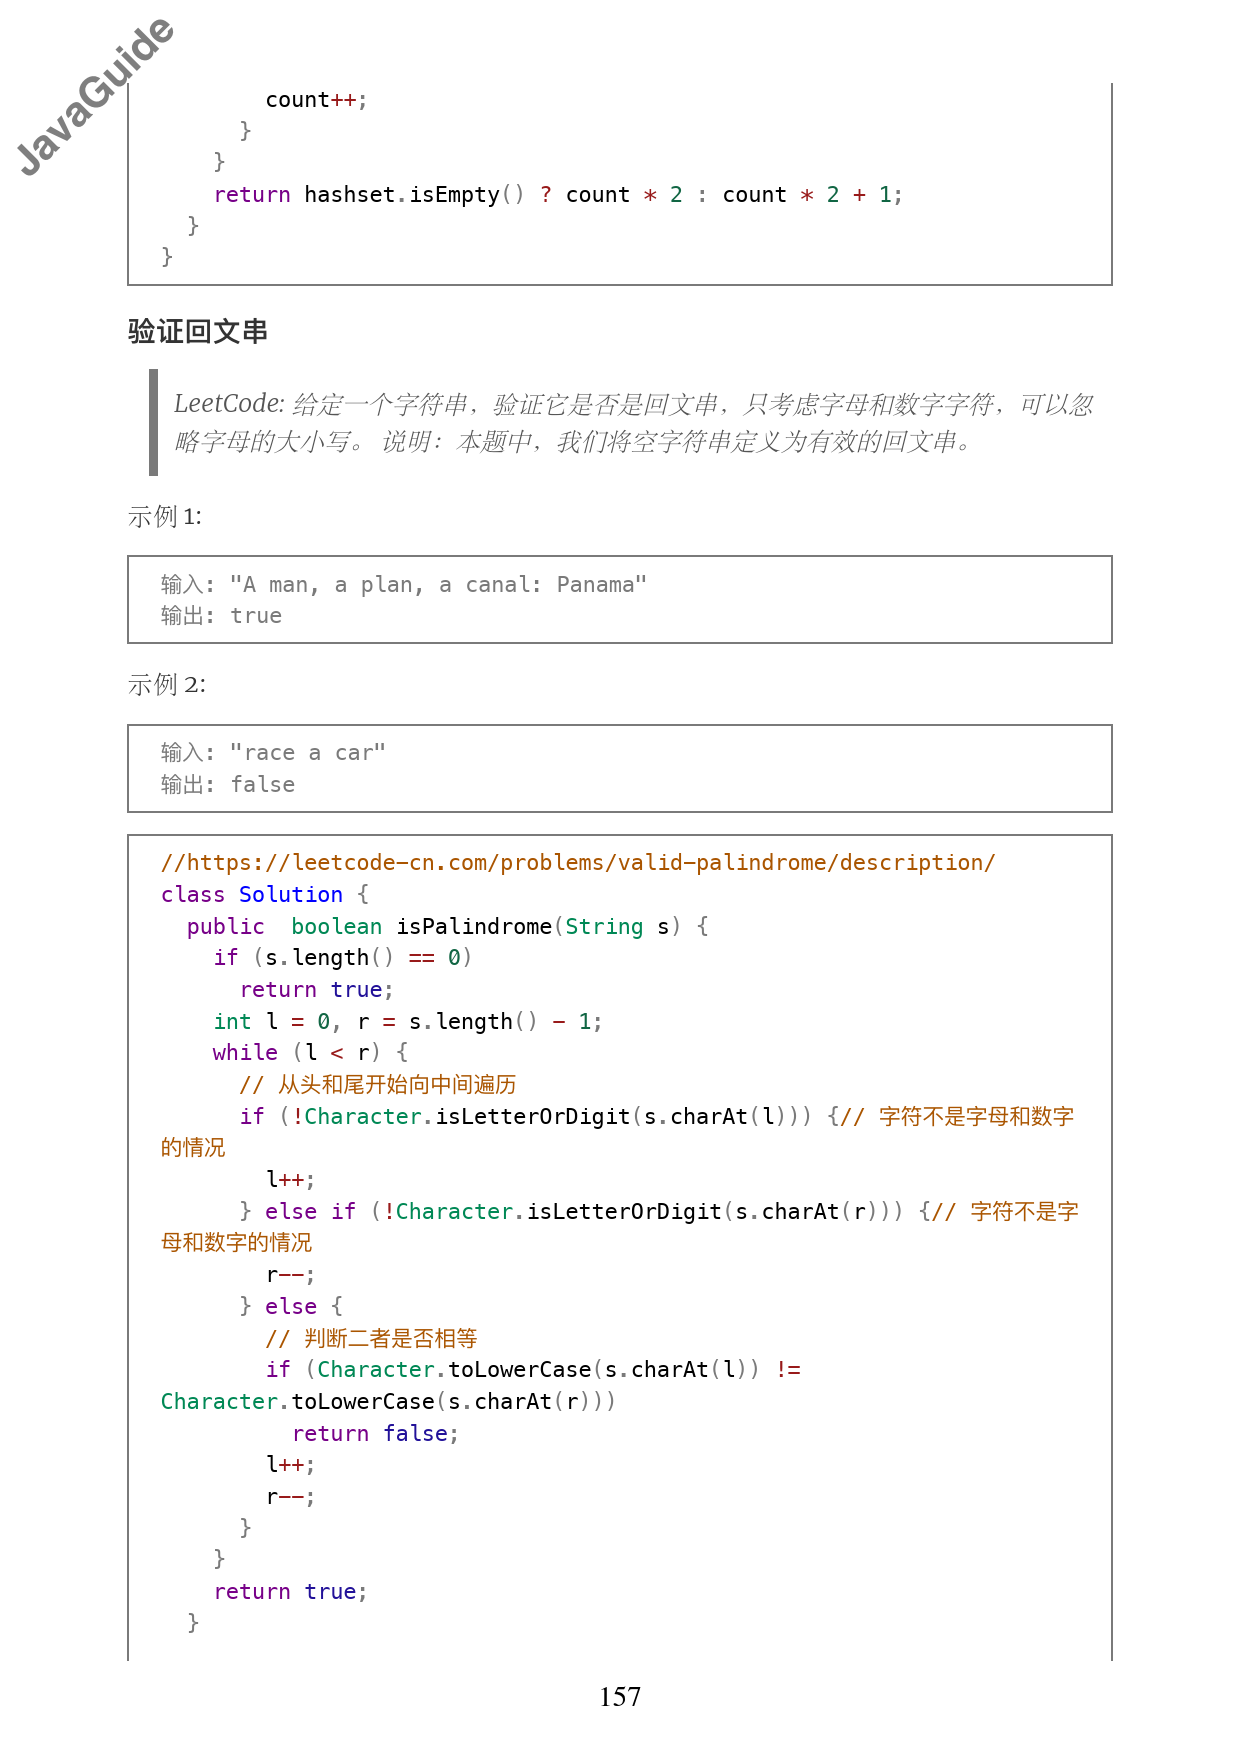 JavaGuide
count++;
}
}
return hashset.isEmpty() ? count * 2 : count * 2 + 1;
}
}
验证回文串
LeetCode: 给定一个字符串，验证它是否是回文串，只考虑字母和数字字符，可以忽
略字母的大小写。 说明：本题中，我们将空字符串定义为有效的回文串。
示例 1:
输入: "A man, a plan, a canal: Panama"
输出: true
示例 2:
输入: "race a car"
输出: false
//https://leetcode-cn.com/problems/valid-palindrome/description/
class Solution {
public  boolean isPalindrome(String s) {
if (s.length() == 0)
return true;
int l = 0, r = s.length() - 1;
while (l < r) {
// 从头和尾开始向中间遍历
if (!Character.isLetterOrDigit(s.charAt(l))) {// 字符不是字母和数字
的情况
l++;
} else if (!Character.isLetterOrDigit(s.charAt(r))) {// 字符不是字
母和数字的情况
r--;
} else {
// 判断二者是否相等
if (Character.toLowerCase(s.charAt(l)) !=
Character.toLowerCase(s.charAt(r)))
return false;
l++;
r--;
}
}
return true;
}
157